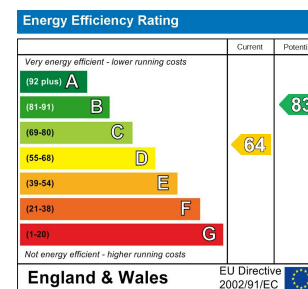 Energy Efficiency Rating
Current
Very energy efficient - lower running costs
(92 plus) A
(81-91) B
83
(69-80) C
64
(55-68) D
(39-54) E
(21-38) F
(1-20) G
Not energy efficient - higher running costs
England & Wales
EU Directive
2002/91/EC